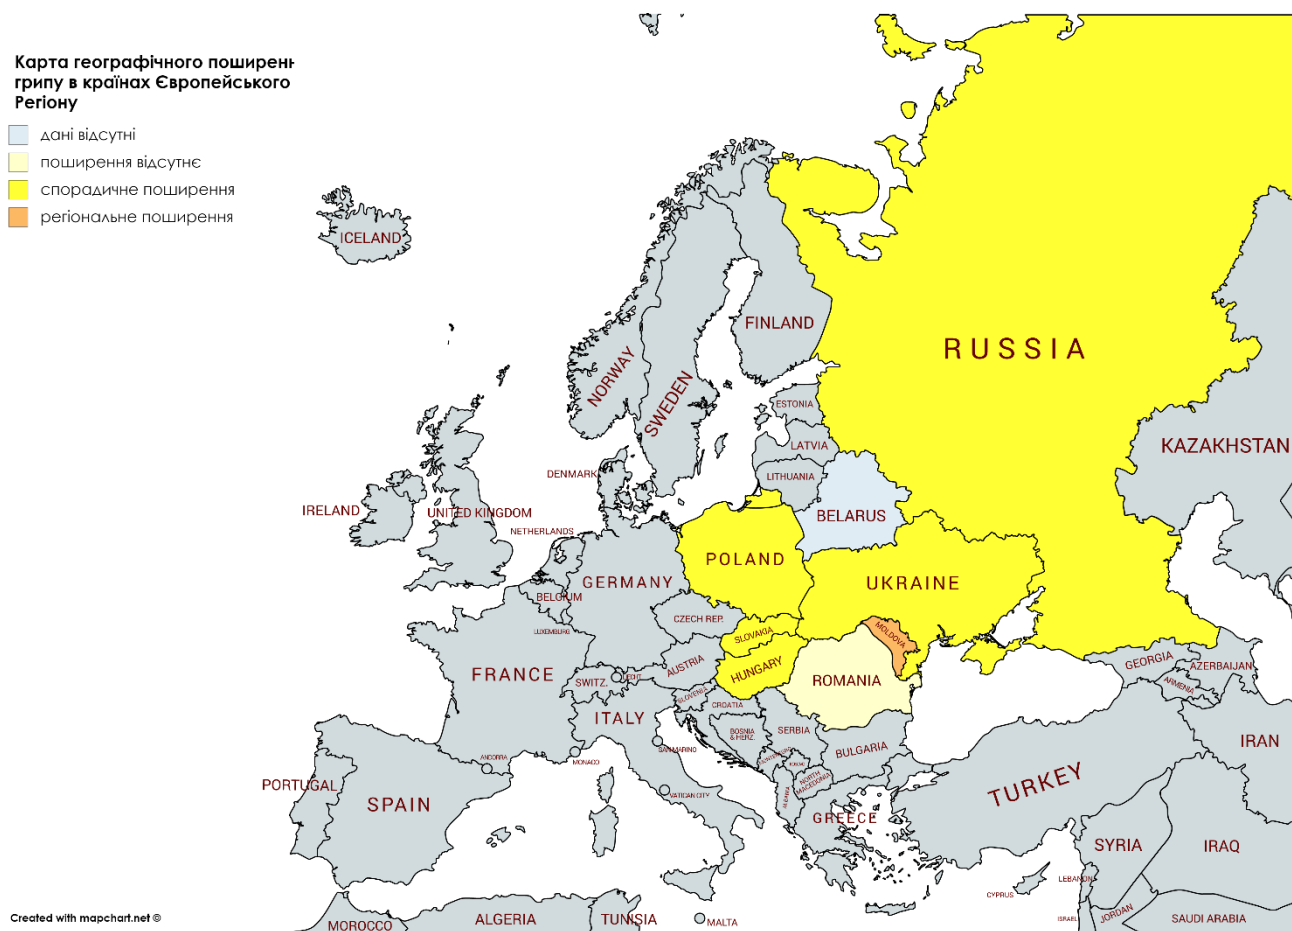 Карта географічного поширенн
грипу в країнах Європейського
Регіону
дані відсутні
поширення відсутнє
спорадичне поширення
регіональне поширення
ICELAND
FINLAND
RUSSIA
NORWAY
SWEDEN
ESTONIA
LATVIA
KAZAKHSTAN
LITHUANIA
DENMARK
IRELAND
UNITED KINGDOM
BELARUS
NETHERLANDS
POLAND
GERMANY
UKRAINE
BELGIUM
CZECH REP.
LUXEMBURG
SLOVAKIA
MOLDOVA
FRANCE
SWITZ.
LECHT.
AUSTRIA
HUNGARY
ROMANIA
GEORGIA
AZERBAIJAN
ARMENIA
SLOVENIA
CROATIA
ITALY
BOSNIA
& HERZ.
SERBIA
BULGARIA
IRAN
SAN MARINO
MONTENEGRO
ANDORRA
MONACO
NORTH
MACEDONIA
PORTUGAL
SPAIN
VATICAN CITY
ALBANIA
TURKEY
GREECE
SYRIA
IRAQ
LEBANON
CYPRUS
ISRAEL
JORDAN
SAUDI ARABIA
Created with mapchart.net ©
MOROCCO
ALGERIA
TUNISIA
MALTA